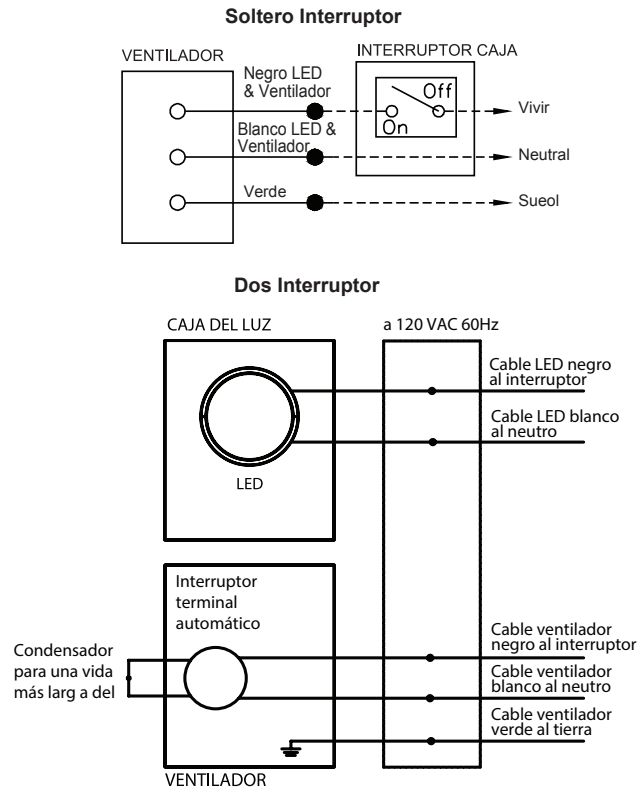 Soltero Interruptor
VENTILADOR
INTERRUPTOR CAJA
Negro LED
& Ventilador
Off
On
Vivir
Blanco LED &
Ventilador
Neutral
Verde
Sueol
Dos Interruptor
CAJA DEL LUZ
a 120 VAC 60Hz
Cable LED negro
al interruptor
Cable LED blanco
al neutro
LED
Interruptor
terminal
automático
Condensador
para una vida
más larg a del
Cable ventilador
negro al interruptor
Cable ventilador
blanco al neutro
Cable ventilador
verde al tierra
VENTILADOR